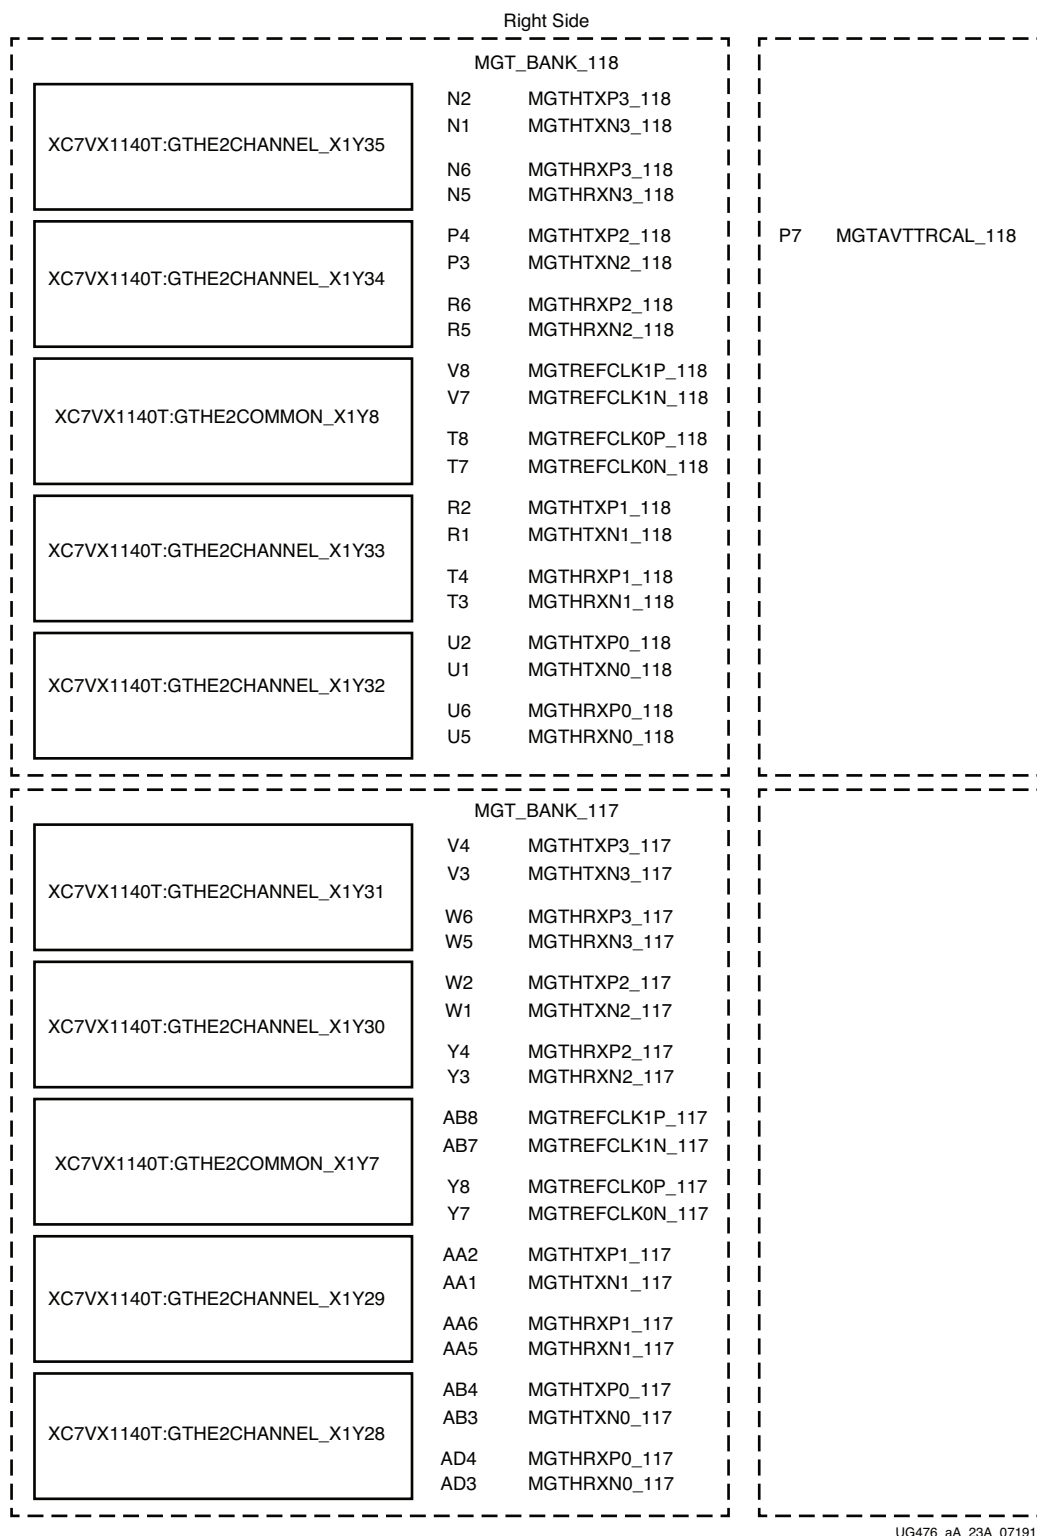 Right Side
MGT_BANK_118
XC7VX1140T:GTHE2CHANNEL_X1Y35
N2 MGTHTXP3_118
N1 MGTHTXN3_118
N6 MGTHRXP3_118
N5 MGTHRXN3_118
XC7VX1140T:GTHE2CHANNEL_X1Y34
P4 MGTHTXP2_118
P3 MGTHTXN2_118
R6 MGTHRXP2_118
R5 MGTHRXN2_118
XC7VX1140T:GTHE2COMMON_X1Y8
V8 MGTREFCLK1P_118
V7 MGTREFCLK1N_118
T8 MGTREFCLK0P_118
T7 MGTREFCLK0N_118
XC7VX1140T:GTHE2CHANNEL_X1Y33
R2 MGTHTXP1_118
R1 MGTHTXN1_118
T4 MGTHRXP1_118
T3 MGTHRXN1_118
XC7VX1140T:GTHE2CHANNEL_X1Y32
U2 MGTHTXP0_118
U1 MGTHTXN0_118
U6 MGTHRXP0_118
U5 MGTHRXN0_118
P7 MGTAVTTRCAL_118
MGT_BANK_117
XC7VX1140T:GTHE2CHANNEL_X1Y31
V4 MGTHTXP3_117
V3 MGTHTXN3_117
W6 MGTHRXP3_117
W5 MGTHRXN3_117
XC7VX1140T:GTHE2CHANNEL_X1Y30
W2 MGTHTXP2_117
W1 MGTHTXN2_117
Y4 MGTHRXP2_117
Y3 MGTHRXN2_117
XC7VX1140T:GTHE2COMMON_X1Y7
AB8 MGTREFCLK1P_117
AB7 MGTREFCLK1N_117
Y8 MGTREFCLK0P_117
Y7 MGTREFCLK0N_117
XC7VX1140T:GTHE2CHANNEL_X1Y29
AA2 MGTHTXP1_117
AA1 MGTHTXN1_117
AA6 MGTHRXP1_117
AA5 MGTHRXN1_117
XC7VX1140T:GTHE2CHANNEL_X1Y28
AB4 MGTHTXP0_117
AB3 MGTHTXN0_117
AD4 MGTHRXP0_117
AD3 MGTHRXN0_117
UG476_aA_23A_07191